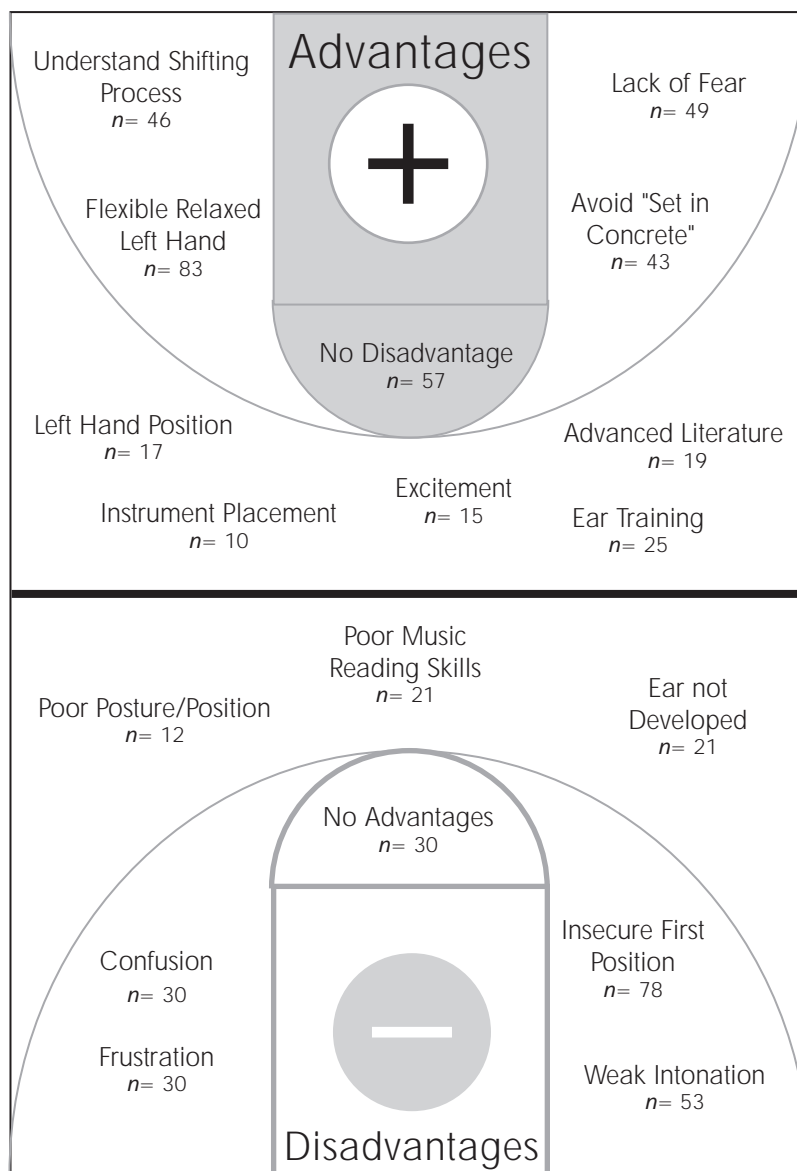 Advantages
Understand Shifting
Process
n= 46
Lack of Fear
n= 49
Flexible Relaxed
Left Hand
n= 83
Avoid "Set in
Concrete"
n= 43
No Disadvantage
n= 57
Left Hand Position
n= 17
Advanced Literature
n= 19
Excitement
n= 15
Instrument Placement
n= 10
Ear Training
n= 25
Poor Music
Reading Skills
n= 21
Poor Posture/Position
n= 12
Ear not
Developed
n= 21
No Advantages
n= 30
Confusion
n= 30
Insecure First
Position
n= 78
Frustration
n= 30
Weak Intonation
n= 53
Disadvantages